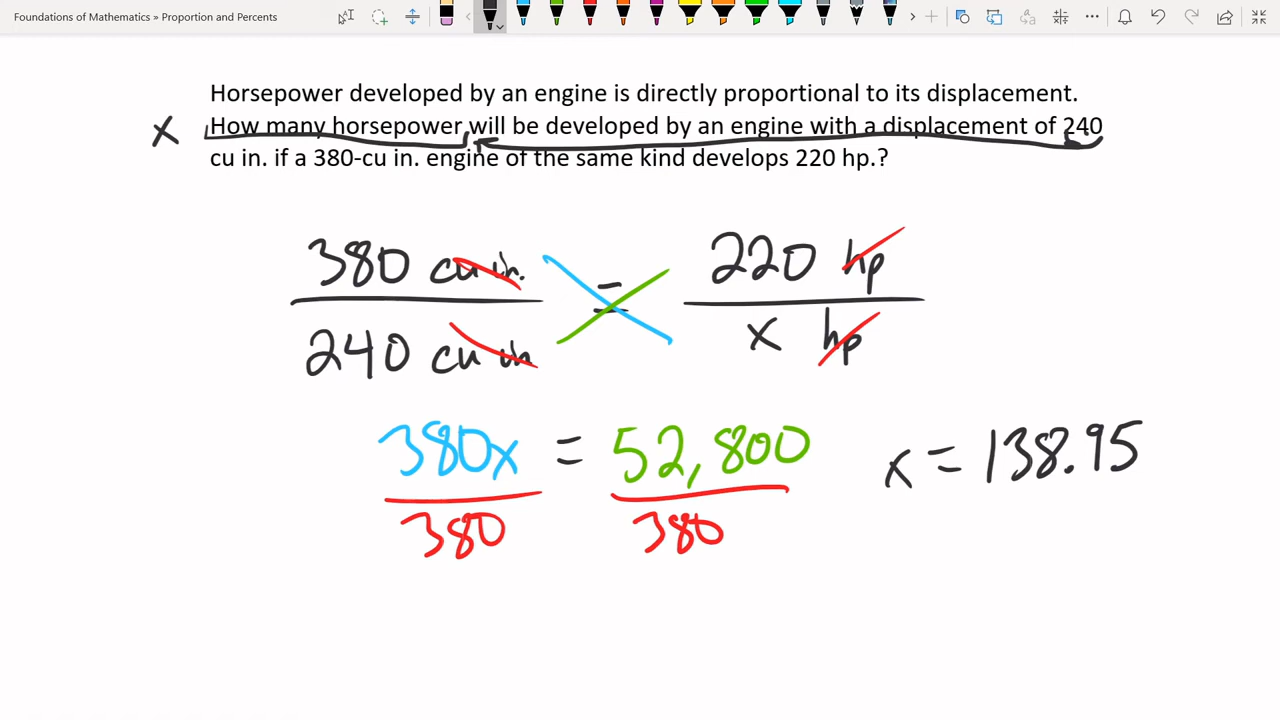 Foundations of Mathematics » Proportion and Percents
Horsepower developed by an engine is directly proportional to its displacement.
x How many horsepower will be developed by an engine with a displacement of 240
cu in. if a 380-cu in. engine of the same kind develops 220 hp.?
380 cu in. = 220 hp
240 cu in x hp
380x = 52,800 x = 138.95
380 380